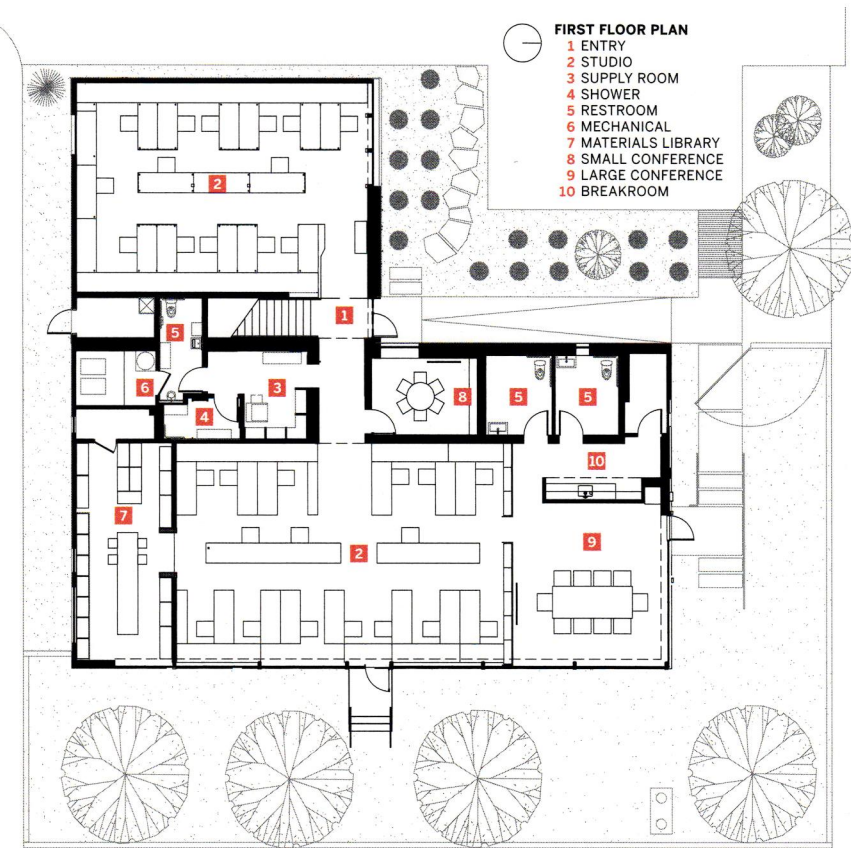 FIRST FLOOR PLAN
1 ENTRY
2 STUDIO
3 SUPPLY ROOM
4 SHOWER
5 RESTROOM
6 MECHANICAL
7 MATERIALS LIBRARY
8 SMALL CONFERENCE
9 LARGE CONFERENCE
10 BREAKROOM
2
1
5
6
3
4
8
5
5
10
7
2
9